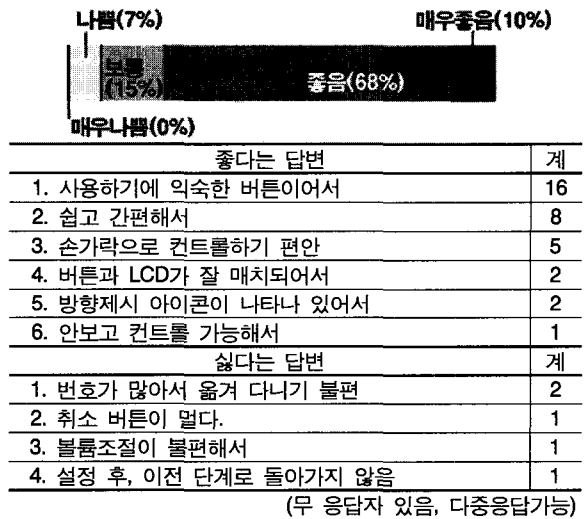 나쁨(7%) 매우좋음(10%)
보통
(15%) 좋음(68%)
매우나쁨(0%)
좋다는 답변 계
1. 사용하기에 익숙한 버튼이어서 16
2. 쉽고 간편해서 8
3. 손가락으로 컨트롤하기 편안 5
4. 버튼과 LCD가 잘 매치되어서 2
5. 방향제시 아이콘이 나타나 있어서 2
6. 안보고 컨트롤 가능해서 1
싫다는 답변 계
1. 번호가 많아서 옮겨 다니기 불편 2
2. 취소 버튼이 멀다. 1
3. 볼륨조절이 불편해서 1
4. 설정 후, 이전 단계로 돌아가지 않음 1
(무 응답자 있음, 다중응답가능)